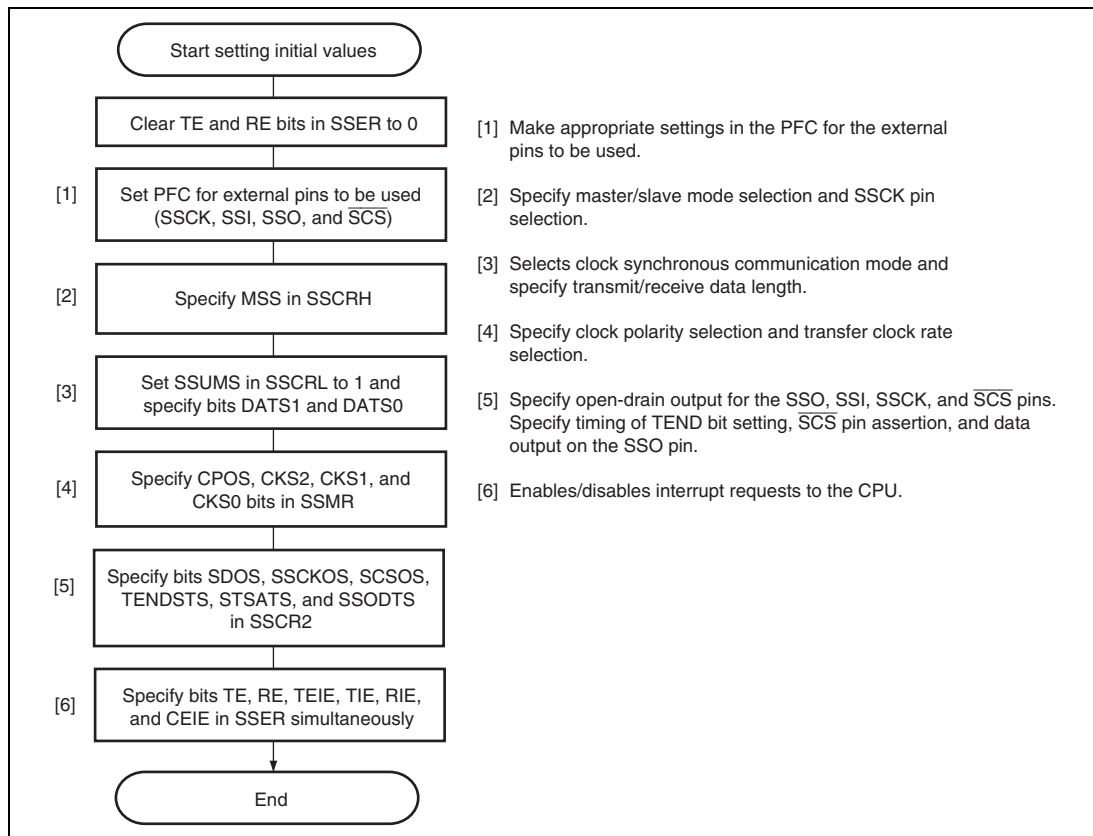 Start setting initial values
Clear TE and RE bits in SSER to 0
[1]
Set PFC for external pins to be used
(SSCK, SSI, SSO, and SCS)
[2]
Specify MSS in SSCRH
[3]
Set SSUMS in SSCRL to 1 and
specify bits DATS1 and DATS0
[4]
Specify CPOS, CKS2, CKS1, and
CKS0 bits in SSMR
[5]
Specify bits SDOS, SSCKOS, SCSOS,
TENDSTS, STSATS, and SSODTS
in SSCR2
[6]
Specify bits TE, RE, TEIE, TIE, RIE,
and CEIE in SSER simultaneously
End
[1] Make appropriate settings in the PFC for the external
pins to be used.
[2] Specify master/slave mode selection and SSCK pin
selection.
[3] Selects clock synchronous communication mode and
specify transmit/receive data length.
[4] Specify clock polarity selection and transfer clock rate
selection.
[5] Specify open-drain output for the SSO, SSI, SSCK, and SCS pins.
Specify timing of TEND bit setting, SCS pin assertion, and data
output on the SSO pin.
[6] Enables/disables interrupt requests to the CPU.